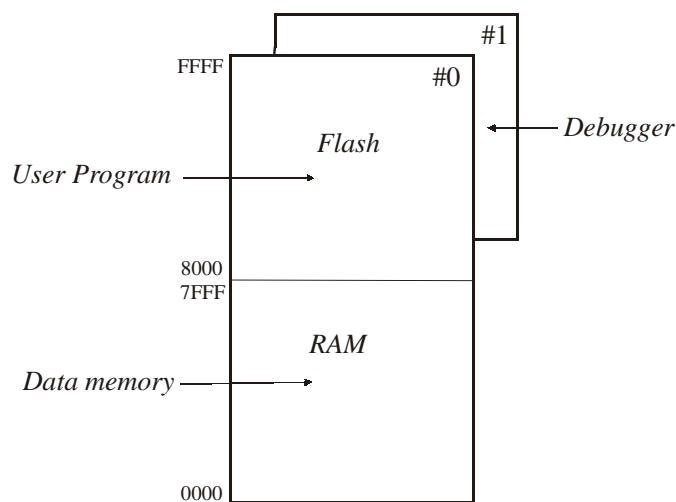 #1
FFFF
#0
Debugger
Flash
User Program
8000
7FFF
RAM
Data memory
0000